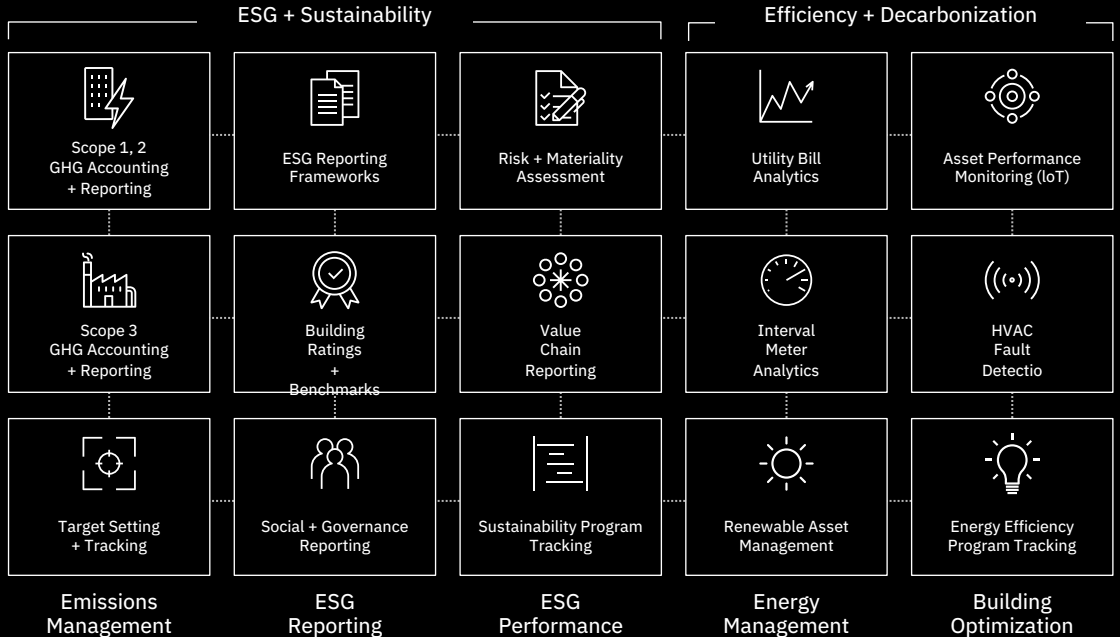 ESG + Sustainability
Efficiency + Decarbonization
Scope 1, 2
GHG Accounting
+ Reporting
ESG Reporting
Frameworks
Risk + Materiality
Assessment
Utility Bill
Analytics
Asset Performance
Monitoring (loT)
Scope 3
GHG Accounting
+ Reporting
Building
Ratings
+
Benchmarks
Value
Chain
Reporting
Interval
Meter
Analytics
HVAC
Fault
Detectio
Target Setting
+ Tracking
Social + Governance
Reporting
Sustainability Program
Tracking
Renewable Asset
Management
Energy Efficiency
Program Tracking
Emissions
Management
ESG
Reporting
ESG
Performance
Energy
Management
Building
Optimization